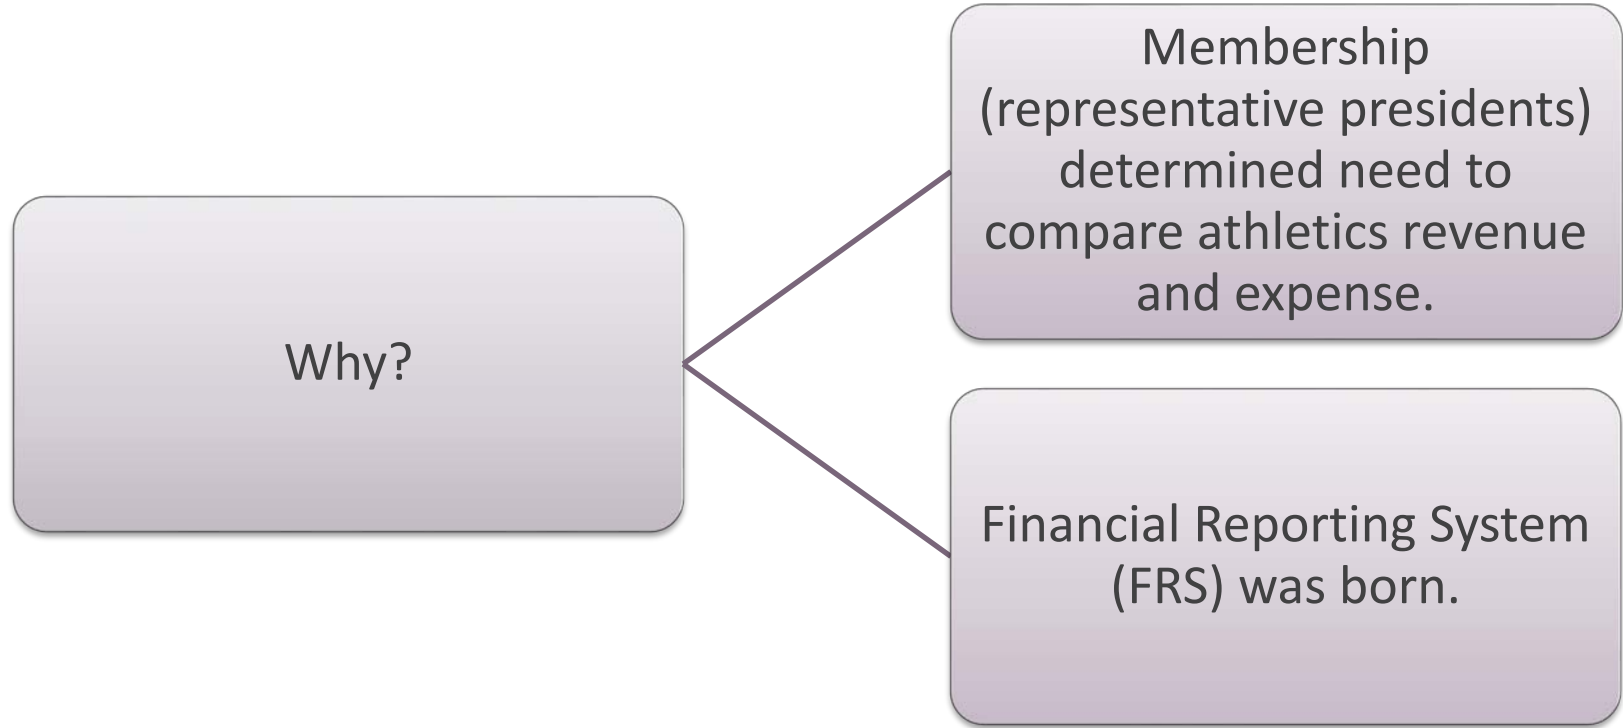 Why?
Membership
(representative presidents)
determined need to
compare athletics revenue
and expense.
Financial Reporting System
(FRS) was born.